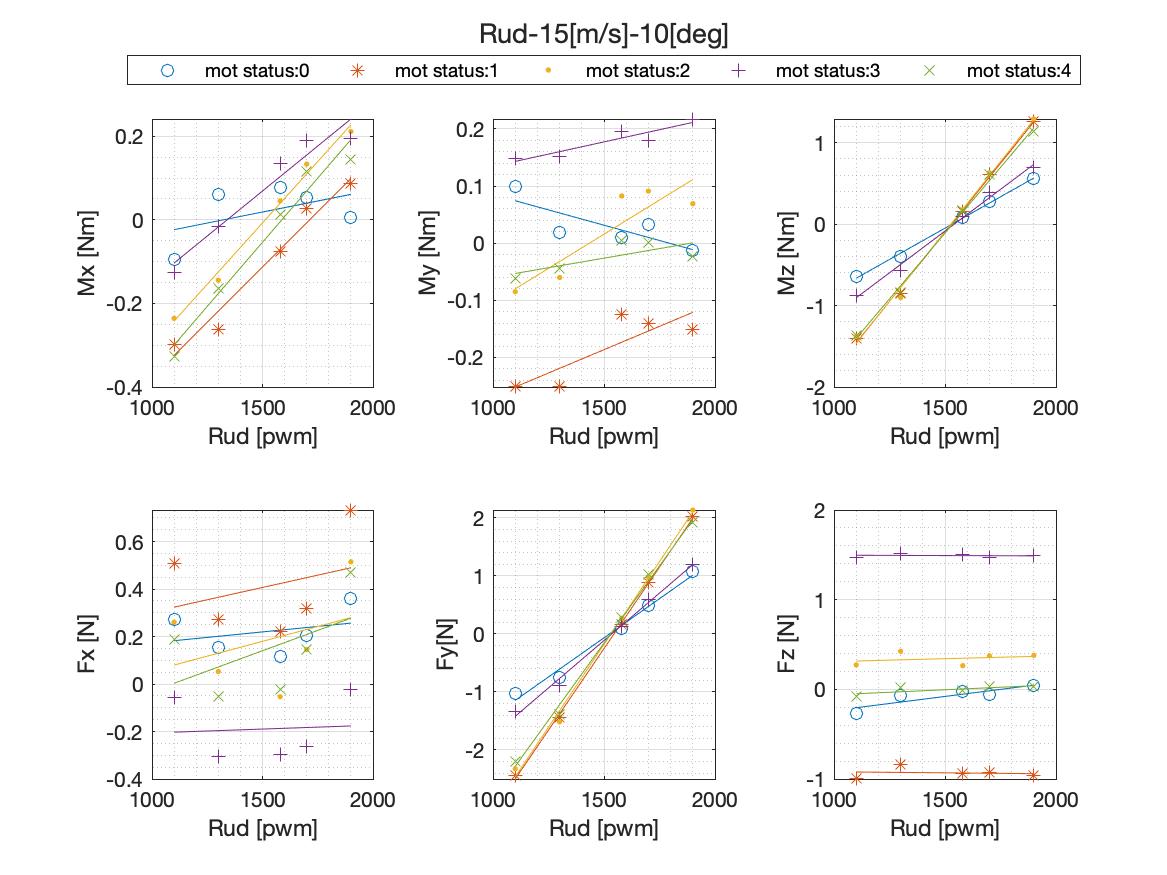 Rud-15[m/s]-10[deg]
mot status:0 mot status:1 mot status:2 mot status:3 mot status:4
Mx [Nm]
0.2
0
-0.2
-0.4
1000 1500 2000
Rud [pwm]
My [Nm]
0.2
0.1
0
-0.1
-0.2
1000 1500 2000
Rud [pwm]
Mz [Nm]
1
0
-1
-2
1000 1500 2000
Rud [pwm]
Fx [N]
0.6
0.4
0.2
0
-0.2
-0.4
1000 1500 2000
Rud [pwm]
Fy[N]
2
1
0
-1
-2
1000 1500 2000
Rud [pwm]
Fz [N]
2
1
0
-1
1000 1500 2000
Rud [pwm]